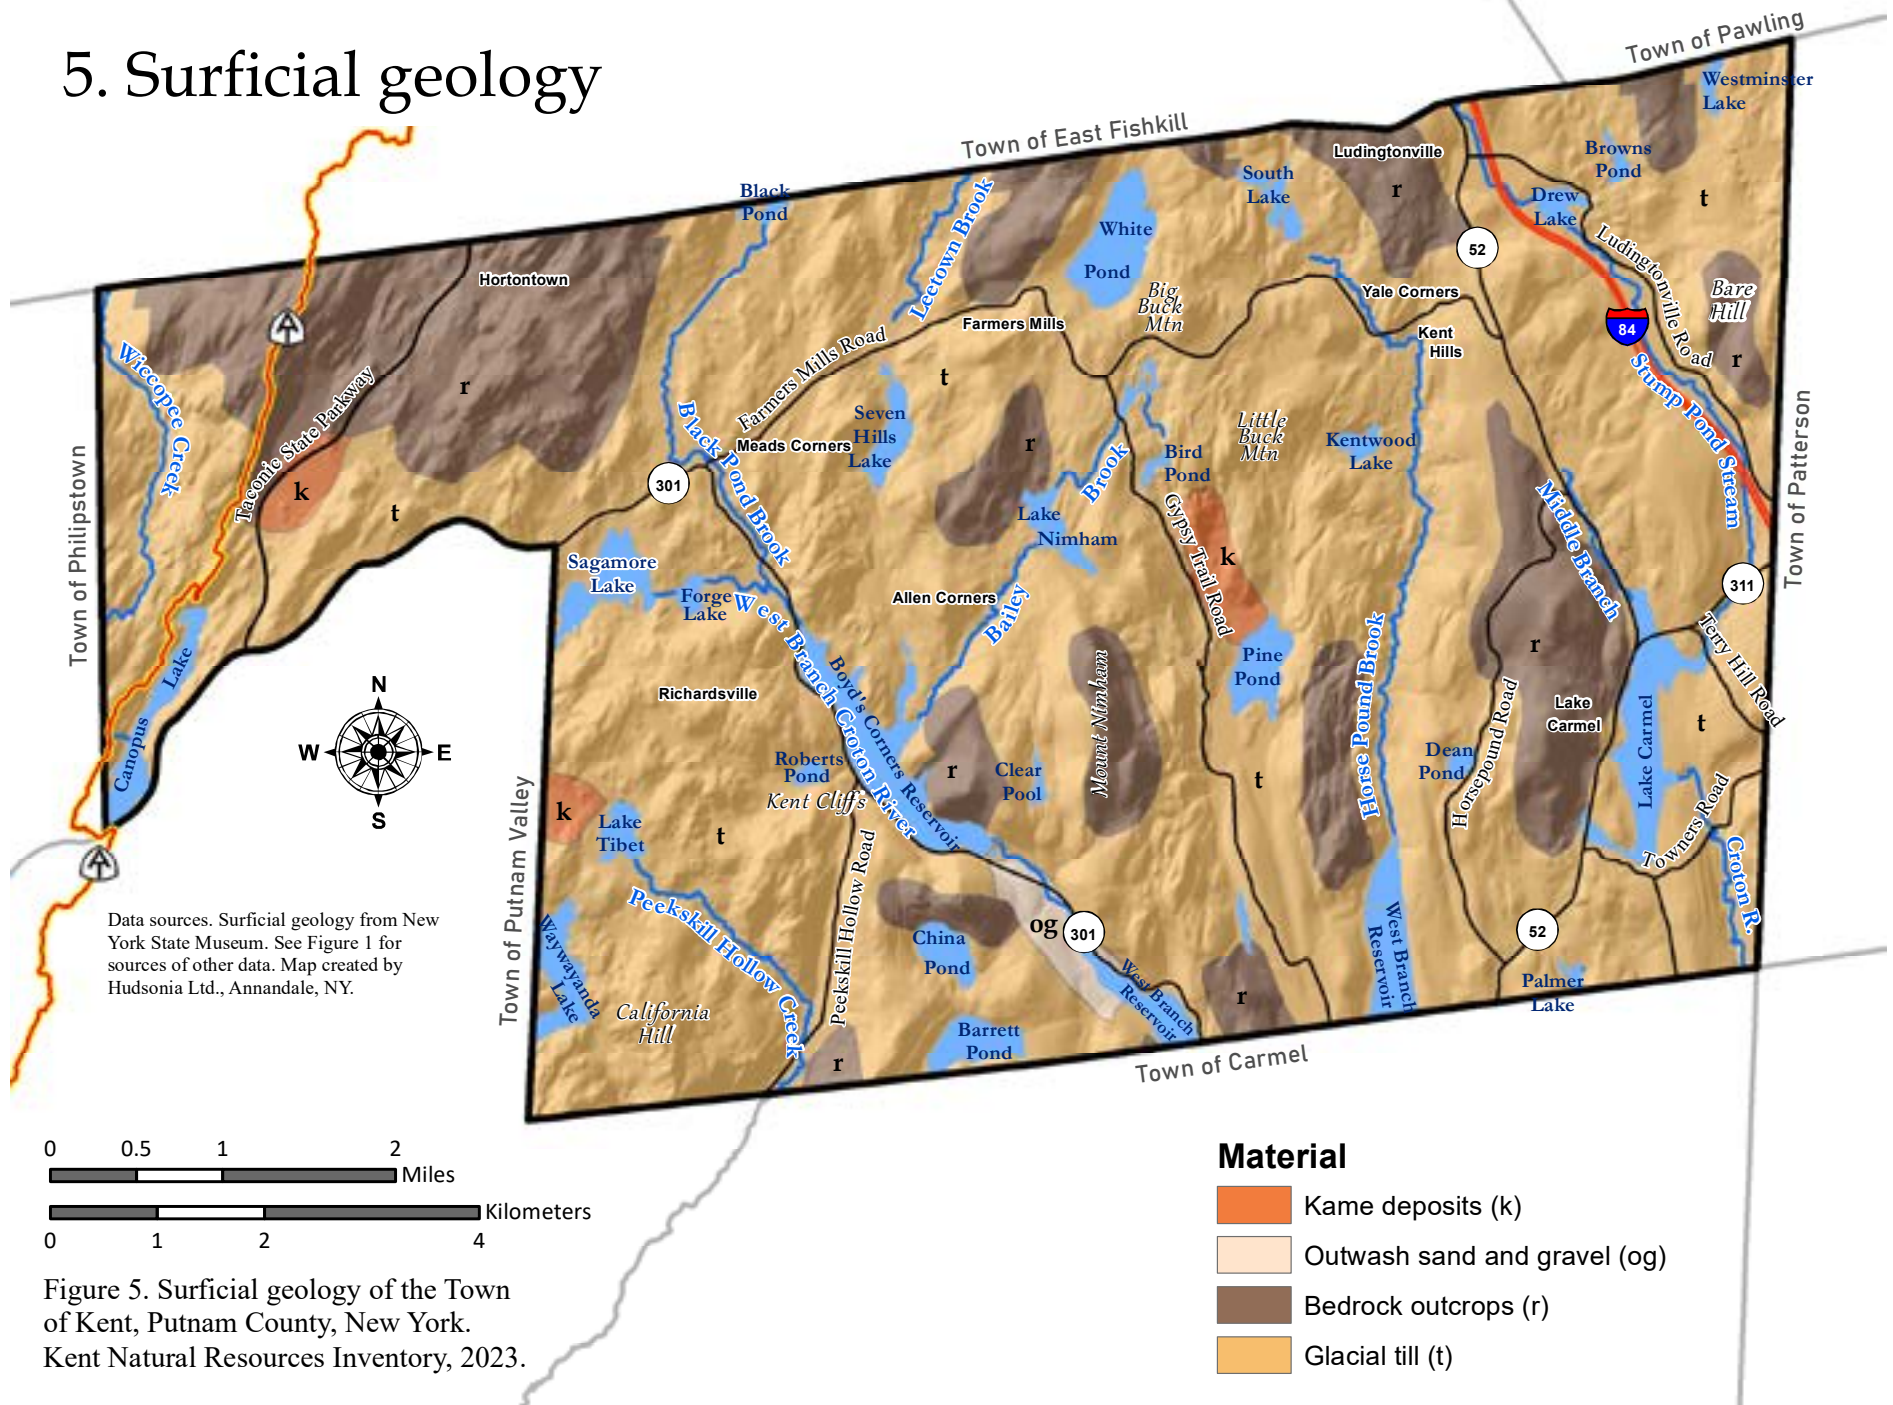 5. Surficial geology
Town of Pawling
Westminster
Lake
Town of East Fishkill
Ludingtonville
Browns
Pond
r
t
South
Lake
Drew
Lake
Black
Pond
Leetown Brook
White
Pond
52
Ludingtonville Road
Hortontown
Big
Buck
Mtn
Yale Corners
Bare
Hill
Farmers Mills
Kent
Hills
84
r
Wiccopee Creek
Farmers Mills Road
t
Stump Pond Stream
Taconic State Parkway
r
Black Pond Brook
Meads Corners
Seven
Hills
Lake
r
Little
Buck
Mtn
Kentwood
Lake
Town of Patterson
Town of Philipstown
k
t
301
Brook
Bird
Pond
Gypsy Trail Road
Middle Branch
Lake
Nimham
k
Sagamore
Lake
Forge
Lake
West Branch Croton River
Allen Corners
Bailey
311
Terry Hill Road
Horse Pound Brook
r
Canopus
Lake
N
W
E
S
Richardsville
Boyd's Corners Reservoir
Mount Nimham
Pine
Pond
Horsepound Road
Lake
Carmel
Lake Carmel
t
Roberts
Pond
Kent Cliffs
r
Clear
Pool
t
Dean
Pond
k
Lake
Tibet
t
Peekskill Hollow Road
Towners Road
Croton R.
Town of Putnam Valley
Peekskill Hollow Creek
China
Pond
og
301
West Branch
Reservoir
52
Waywayanda
Lake
California
Hill
West Branch
Reservoir
r
Palmer
Lake
Barrett
Pond
r
Town of Carmel
Data sources. Surficial geology from New
York State Museum. See Figure 1 for
sources of other data. Map created by
Hudsonia Ltd., Annandale, NY.
0 0.5 1 2
Miles
Kilometers
0 1 2 4
Figure 5. Surficial geology of the Town
of Kent, Putnam County, New York.
Kent Natural Resources Inventory, 2023.
Material
Kame deposits (k)
Outwash sand and gravel (og)
Bedrock outcrops (r)
Glacial till (t)